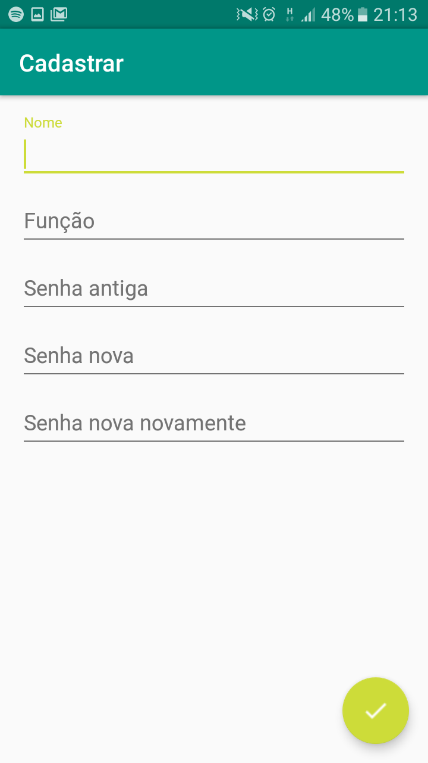 48% 21:13
Cadastrar
Nome
Função
Senha antiga
Senha nova
Senha nova novamente